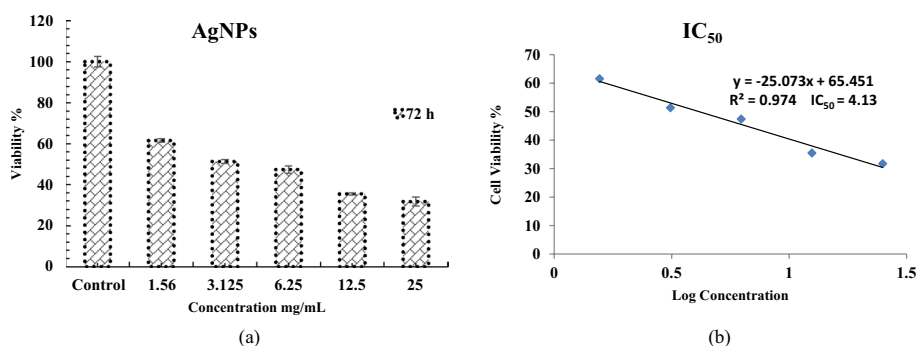 AgNPs
Viability %
120
100
80
60
40
20
0
72 h
Control 1.56 3.125 6.25 12.5 25
Concentration mg/mL
(a)
IC₅₀
Cell Viability %
70
60
50
40
30
20
10
0
y = -25.073x + 65.451
R² = 0.974 IC₅₀ = 4.13
0 0.5 1 1.5
Log Concentration
(b)